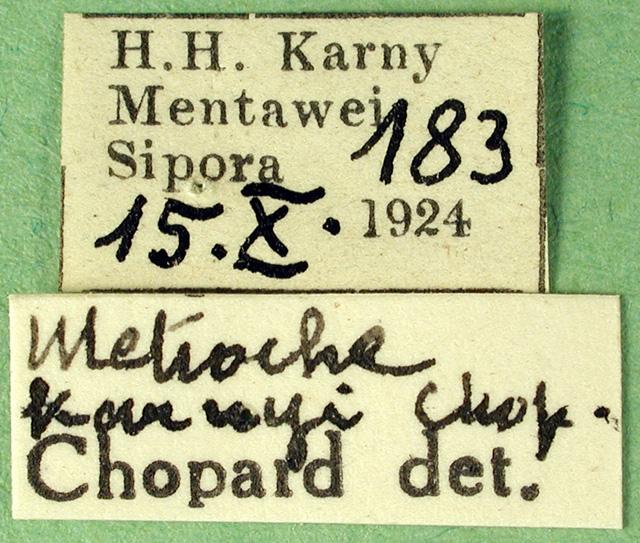 H.H. Karny
Mentawei 183
Sipora
15.X.1924
Metioche
karnyi Chop.
Chopard det.